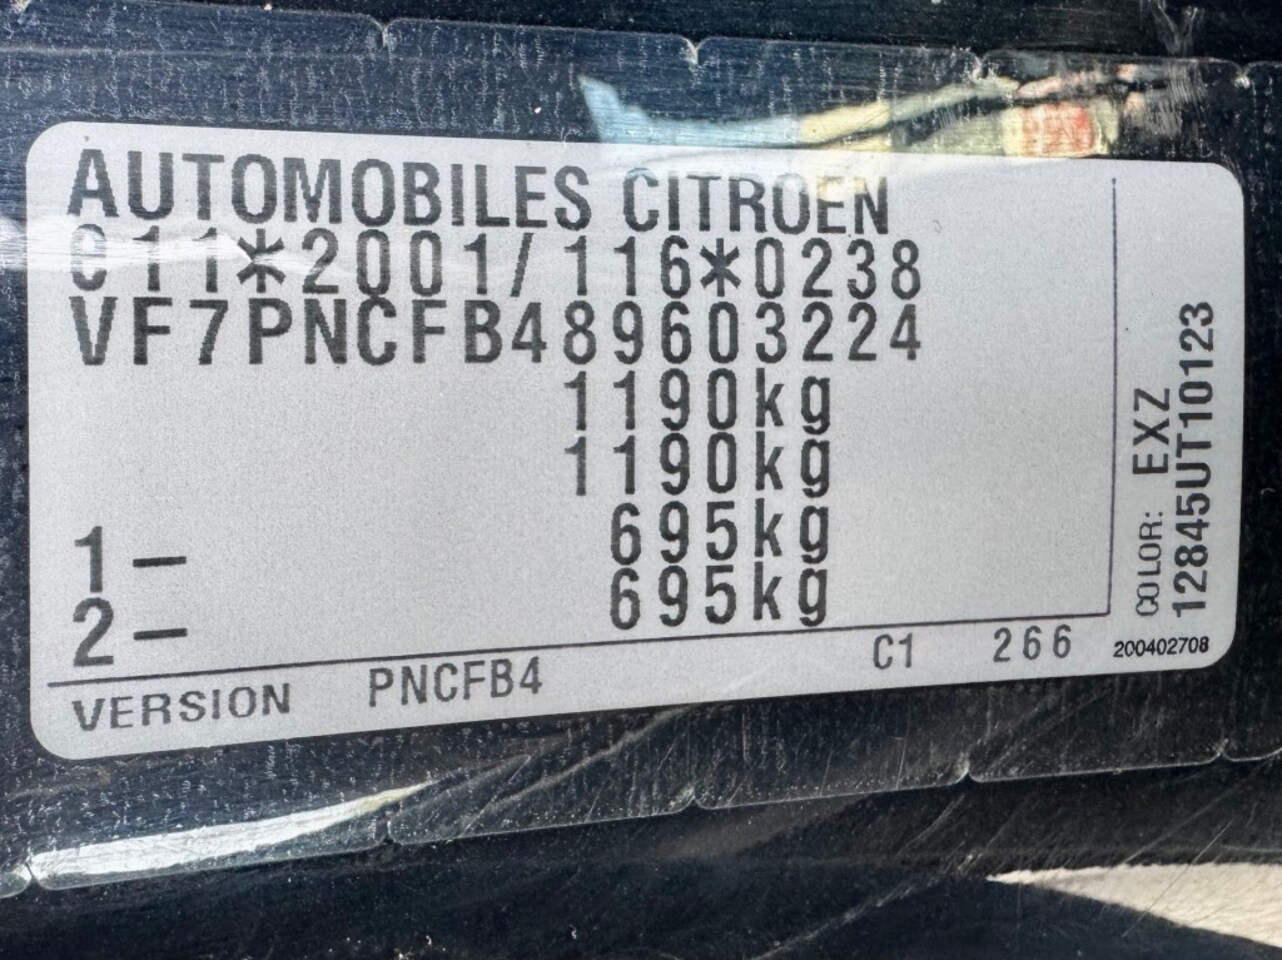 AUTOMOBILES CITROEN
e11*2001/116*0238
VF7PNCFB489603224
1190kg
1190kg
1- 695kg
2- 695kg
VERSION PNCFB4 C1 266
COLOR: EXZ
12845UT10123
200402708